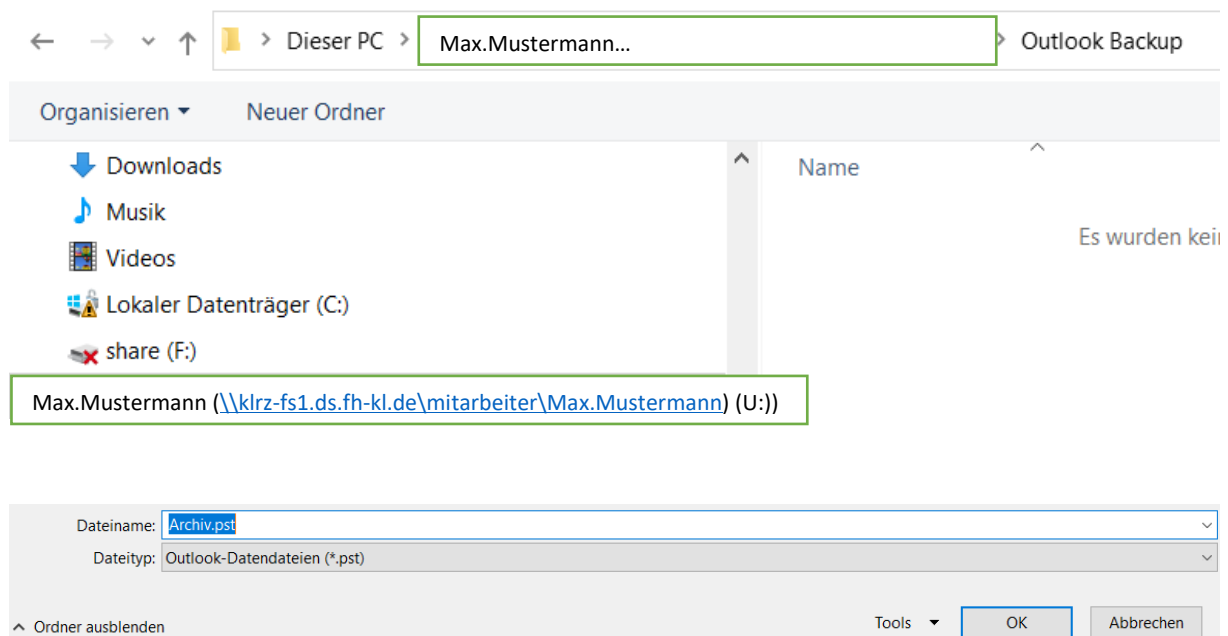 Dieser PC > Max.Mustermann... > Outlook Backup
Organisieren Neuer Ordner
Downloads
Name
Musik
Es wurden kei
Videos
Lokaler Datenträger (C:)
share (F:)
Max.Mustermann (\\klrz-fs1.ds.fh-kl.de\mitarbeiter\Max.Mustermann) (U:))
Dateiname: Archiv.pst
Dateityp: Outlook-Datendateien (*.pst)
Ordner ausblenden Tools OK Abbrechen